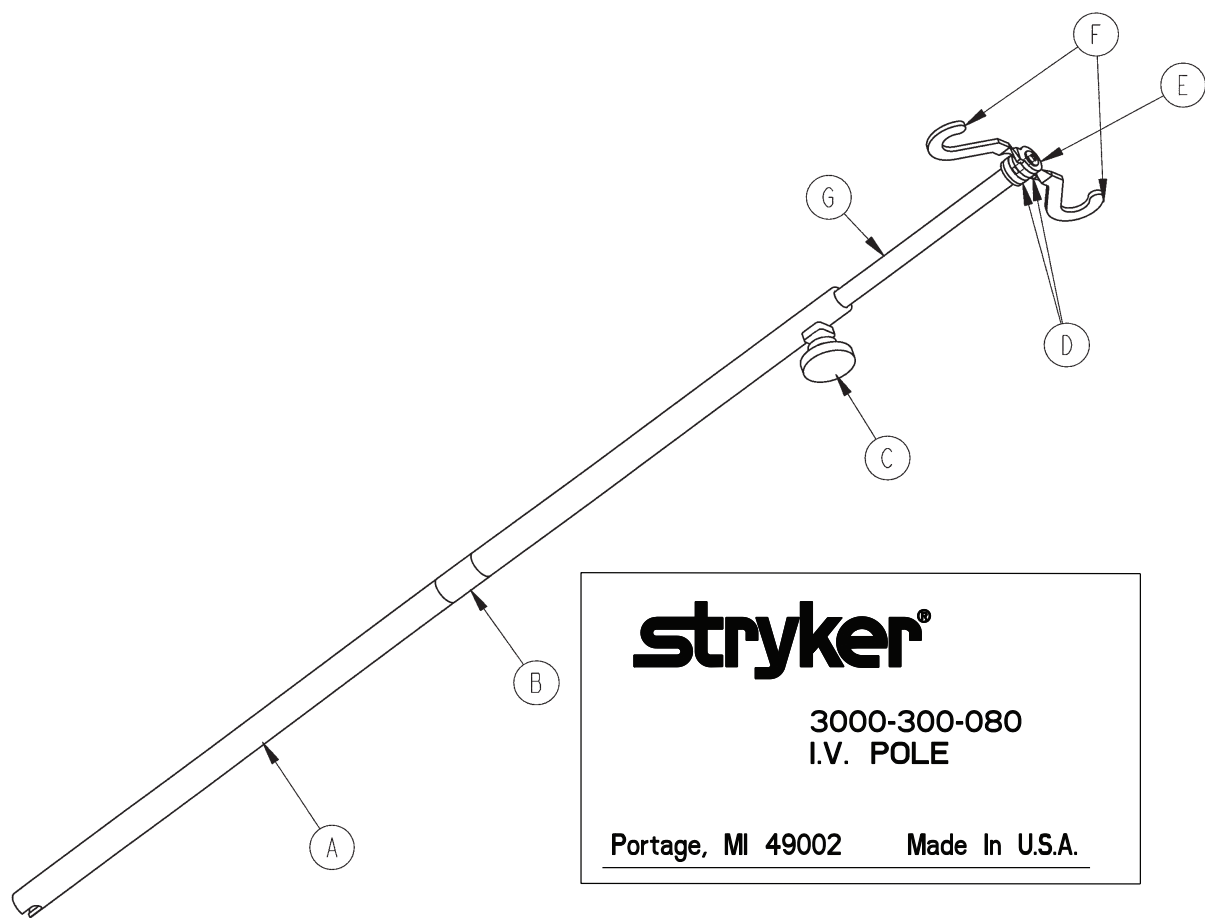 F
E
G
D
C
B
A
stryker®
3000-300-080
I.V. POLE
Portage, MI 49002 Made In U.S.A.